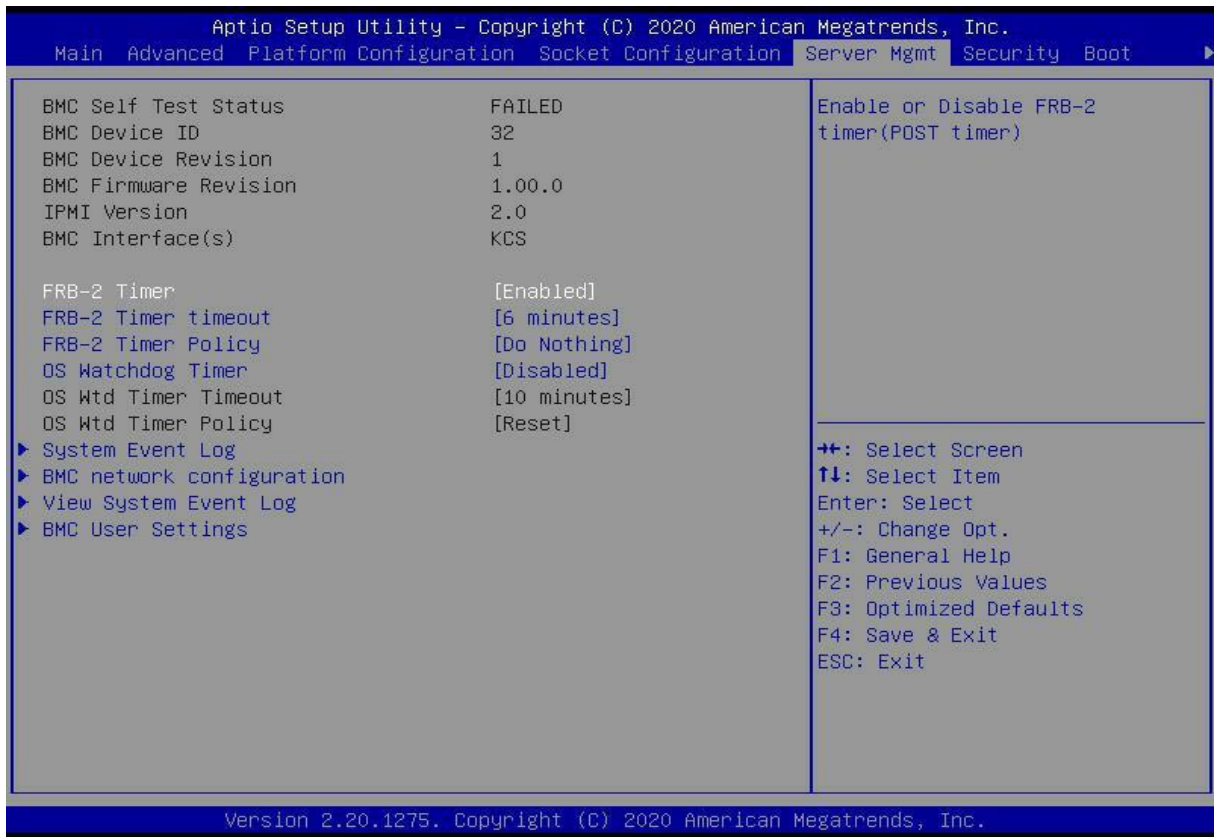 Aptio Setup Utility – Copyright (C) 2020 American Megatrends, Inc.
Main Advanced Platform Configuration Socket Configuration Server Mgmt Security Boot ▶
BMC Self Test Status FAILED
BMC Device ID 32
BMC Device Revision 1
BMC Firmware Revision 1.00.0
IPMI Version 2.0
BMC Interface(s) KCS
FRB-2 Timer [Enabled]
FRB-2 Timer timeout [6 minutes]
FRB-2 Timer Policy [Do Nothing]
OS Watchdog Timer [Disabled]
OS Wtd Timer Timeout [10 minutes]
OS Wtd Timer Policy [Reset]
▶ System Event Log
▶ BMC network configuration
▶ View System Event Log
▶ BMC User Settings
Enable or Disable FRB-2
timer(POST timer)
→←: Select Screen
↑↓: Select Item
Enter: Select
+/-: Change Opt.
F1: General Help
F2: Previous Values
F3: Optimized Defaults
F4: Save & Exit
ESC: Exit
Version 2.20.1275. Copyright (C) 2020 American Megatrends, Inc.